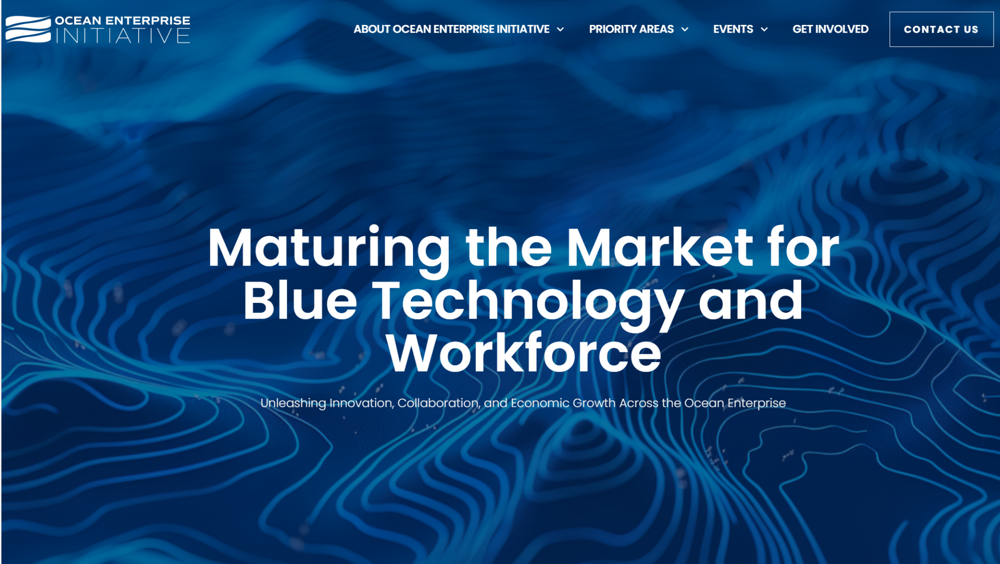 OCEAN ENTERPRISE
INITIATIVE
ABOUT OCEAN ENTERPRISE INITIATIVE
PRIORITY AREAS
EVENTS
GET INVOLVED
CONTACT US
Maturing the Market for
Blue Technology and
Workforce
Unleashing Innovation, Collaboration, and Economic Growth Across the Ocean Enterprise